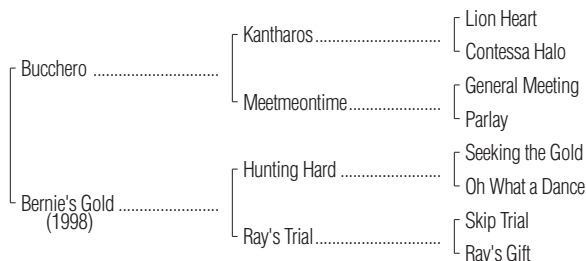 Lion Heart
Kantharos
Contessa Halo
Bucchero
General Meeting
Meetmeontime
Parlay
Seeking the Gold
Hunting Hard
Oh What a Dance
Bernie's Gold
(1998)
Skip Trial
Ray's Trial
Ray's Gift